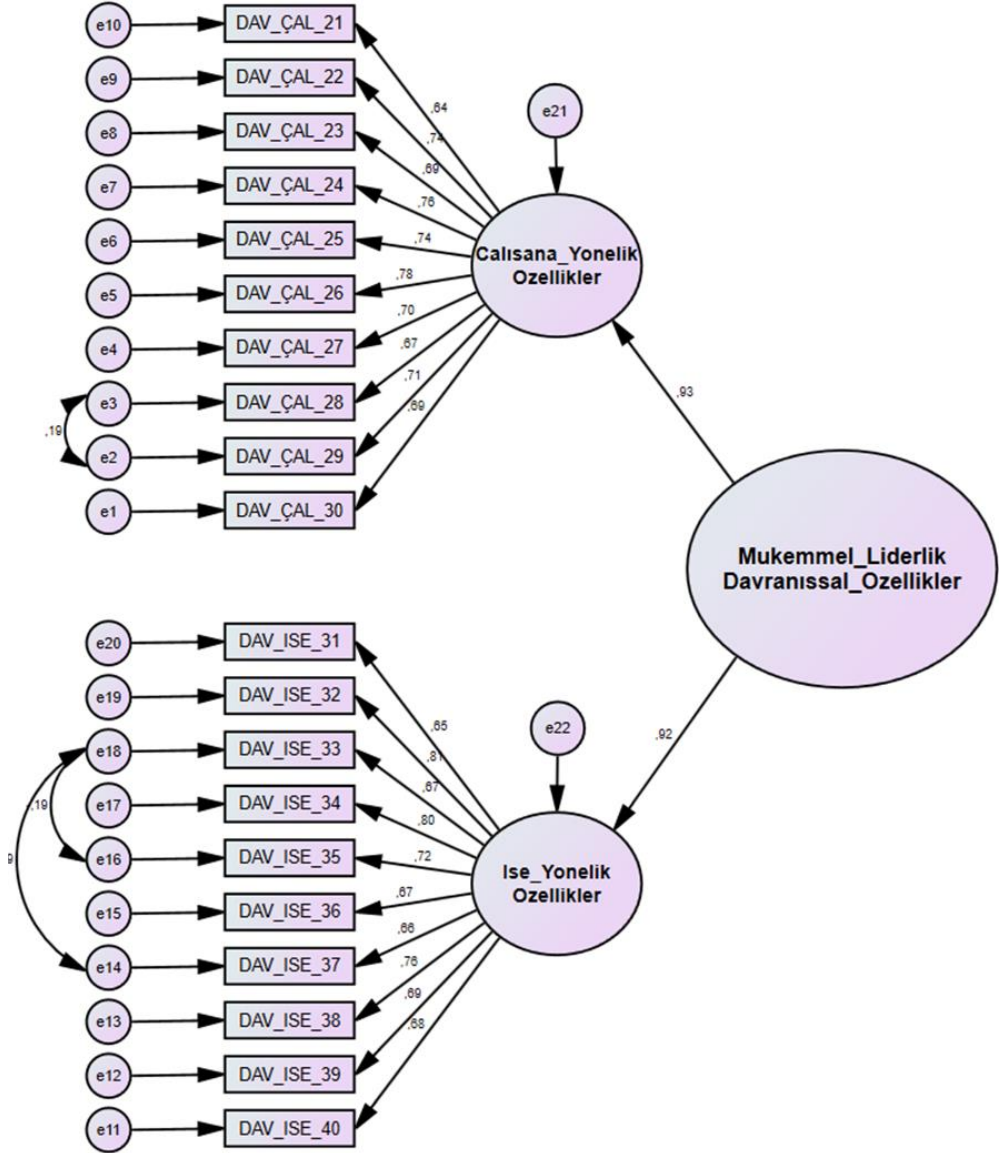 e10
DAV_ÇAL_21
e9
DAV_ÇAL_22
e8
DAV_ÇAL_23
e7
DAV_ÇAL_24
e6
DAV_ÇAL_25
e5
DAV_ÇAL_26
e4
DAV_ÇAL_27
e3
DAV_ÇAL_28
e2
DAV_ÇAL_29
e1
DAV_ÇAL_30
,19
,64
,74
,69
,76
,74
,78
,70
,67
,71
,69
e21
Calısana_Yonelik
Ozellikler
,93
Mukemmel_Liderlik
Davranıssal_Ozellikler
,92
e20
DAV_ISE_31
e19
DAV_ISE_32
e18
DAV_ISE_33
e17
DAV_ISE_34
e16
DAV_ISE_35
e15
DAV_ISE_36
e14
DAV_ISE_37
e13
DAV_ISE_38
e12
DAV_ISE_39
e11
DAV_ISE_40
,19
,65
,81
,67
,80
,72
,67
,66
,76
,69
,68
e22
Ise_Yonelik
Ozellikler